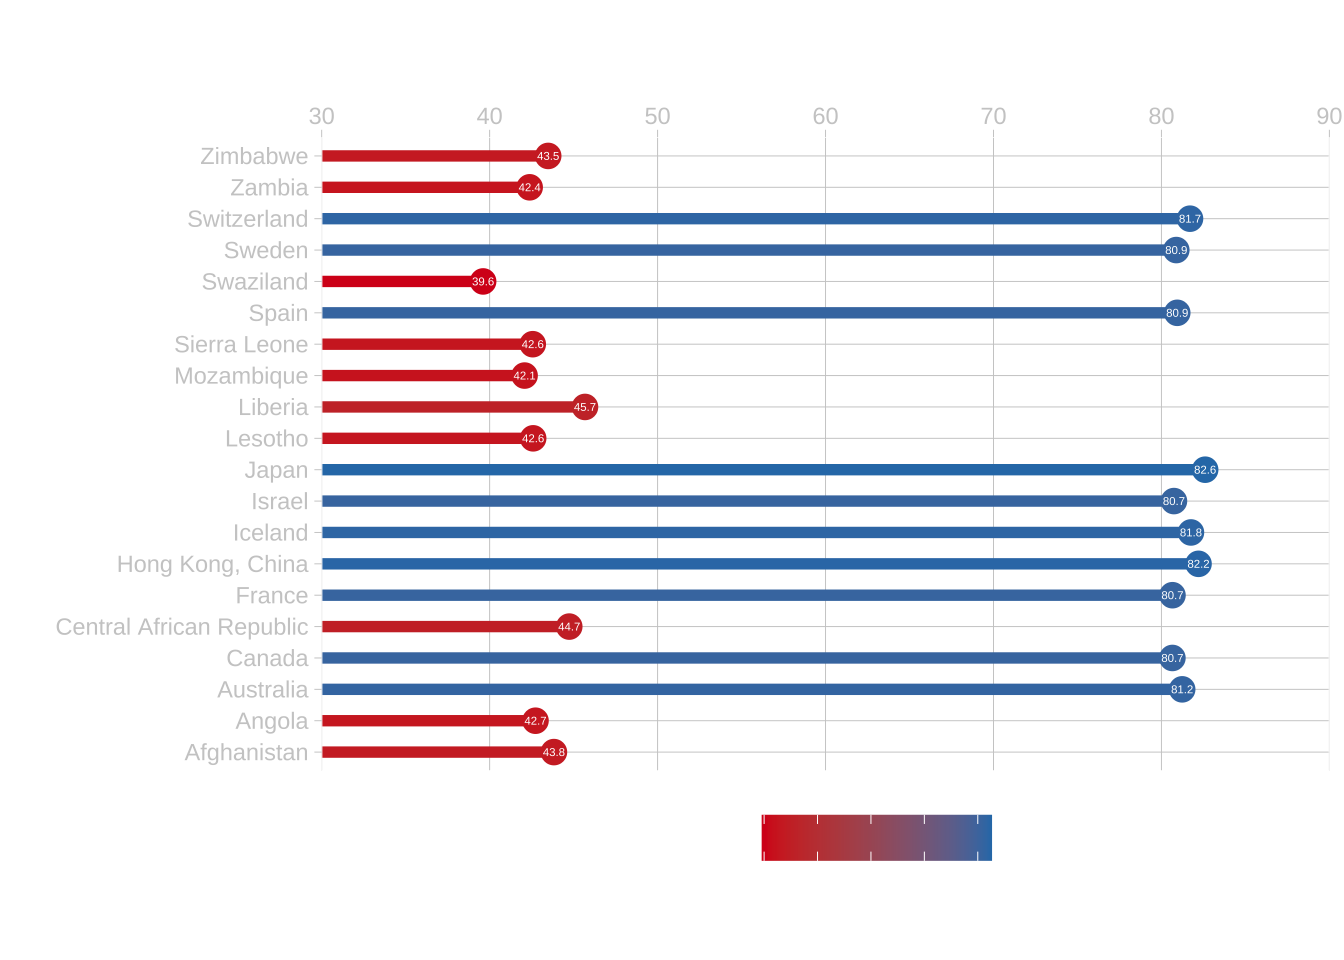 30 40 50 60 70 80 90
Zimbabwe 43.5
Zambia 42.4
Switzerland 81.7
Sweden 80.9
Swaziland 39.6
Spain 80.9
Sierra Leone 42.6
Mozambique 42.1
Liberia 45.7
Lesotho 42.6
Japan 82.6
Israel 80.7
Iceland 81.8
Hong Kong, China 82.2
France 80.7
Central African Republic 44.7
Canada 80.7
Australia 81.2
Angola 42.7
Afghanistan 43.8